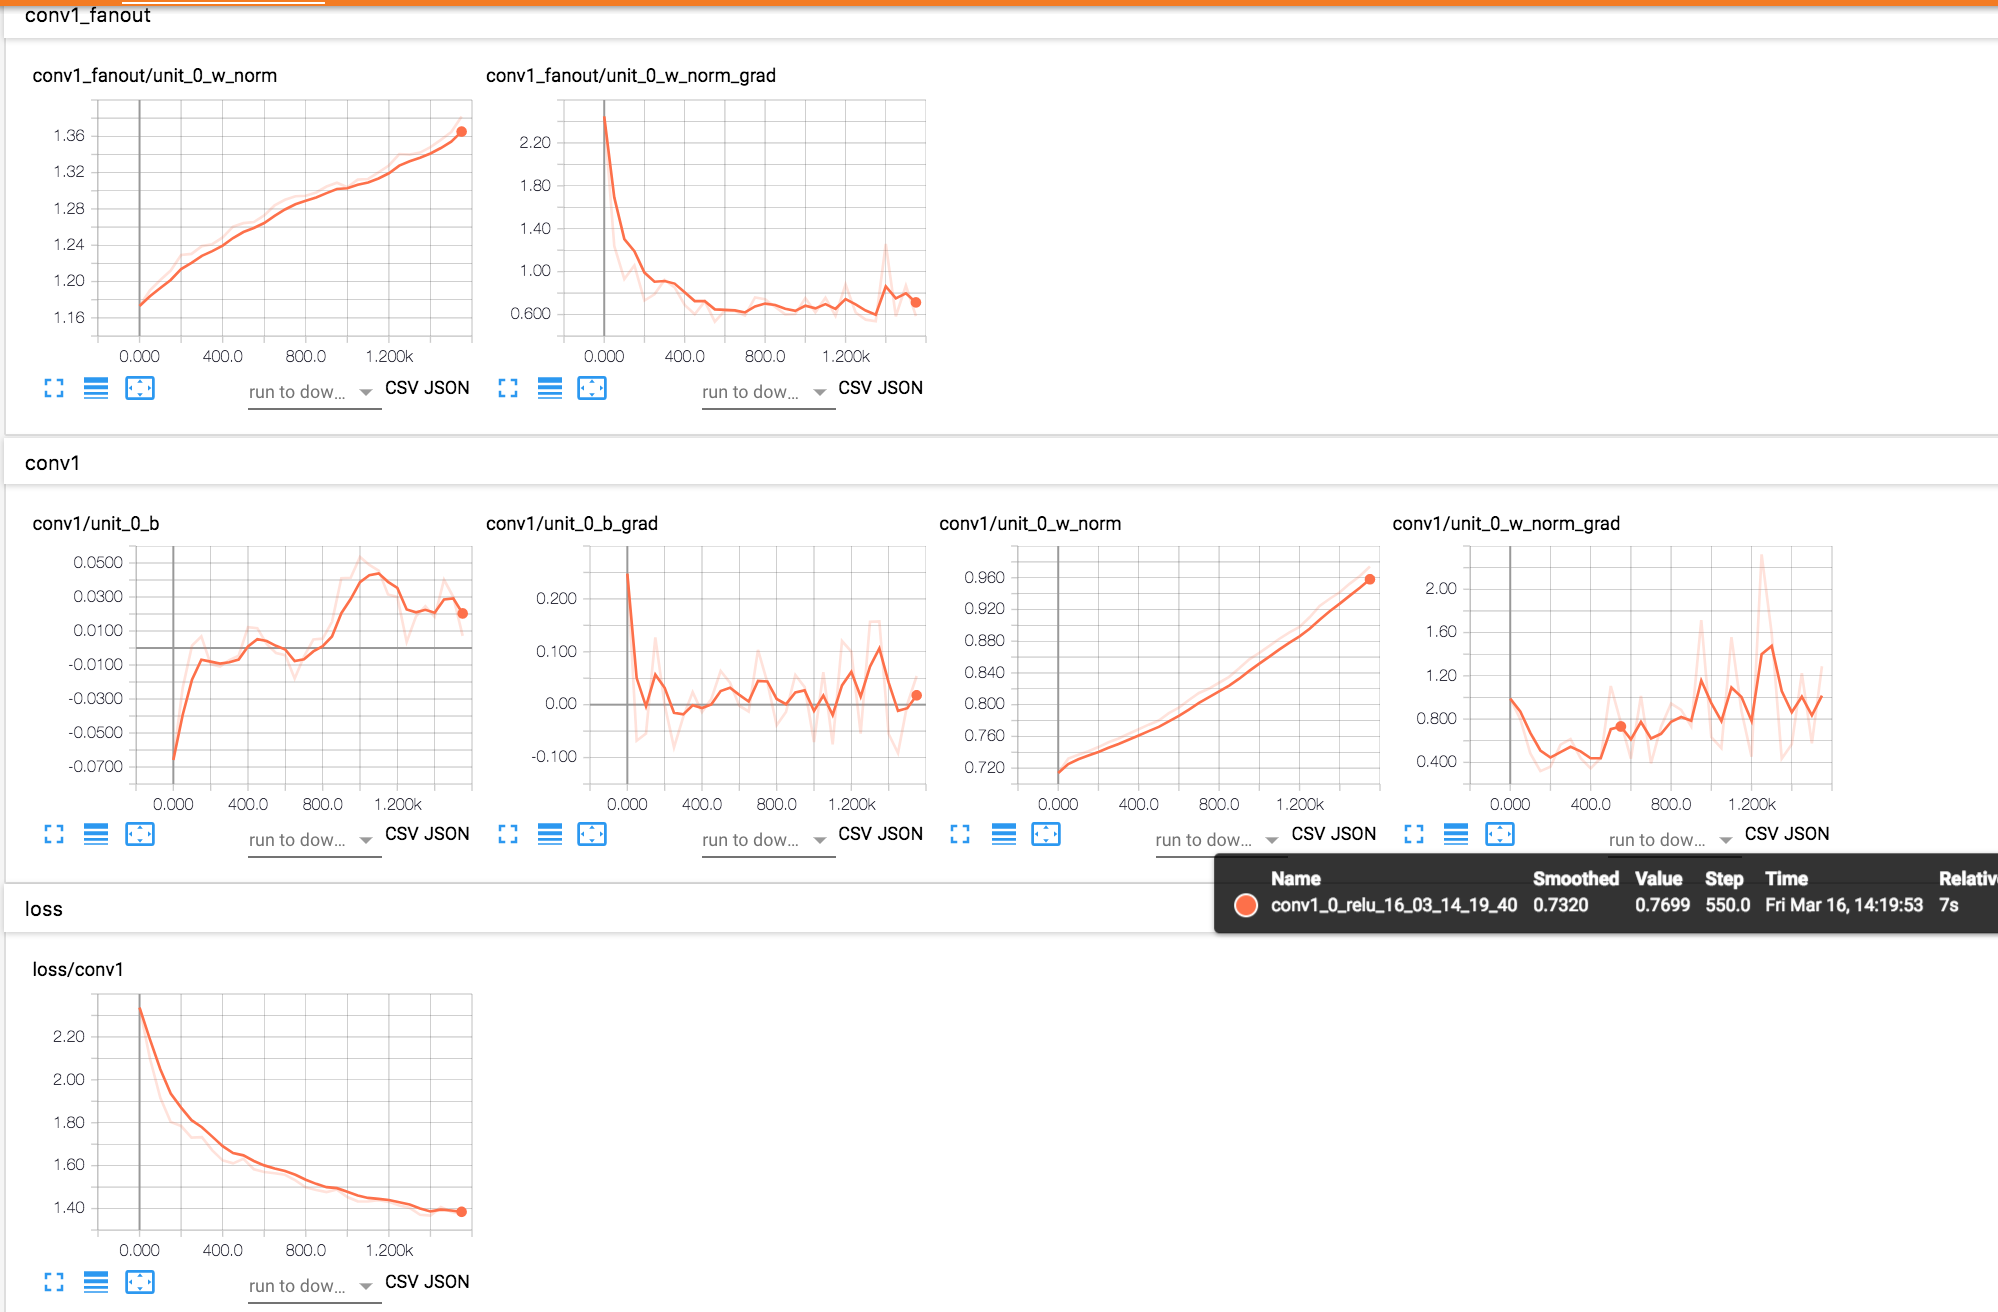 conv1_fanout
conv1_fanout/unit_0_w_norm
1.36
1.32
1.28
1.24
1.20
1.16
0.000 400.0 800.0 1.200k
run to dow... CSV JSON
conv1_fanout/unit_0_w_norm_grad
2.20
1.80
1.40
1.00
0.600
0.000 400.0 800.0 1.200k
run to dow... CSV JSON
conv1
conv1/unit_0_b
0.0500
0.0300
0.0100
-0.0100
-0.0300
-0.0500
-0.0700
0.000 400.0 800.0 1.200k
run to dow... CSV JSON
conv1/unit_0_b_grad
0.200
0.100
0.00
-0.100
0.000 400.0 800.0 1.200k
run to dow... CSV JSON
conv1/unit_0_w_norm
0.960
0.920
0.880
0.840
0.800
0.760
0.720
0.000 400.0 800.0 1.200k
run to dow... CSV JSON
conv1/unit_0_w_norm_grad
2.00
1.60
1.20
0.800
0.400
0.000 400.0 800.0 1.200k
run to dow... CSV JSON
Name Smoothed Value Step Time Relativ
conv1_0_relu_16_03_14_19_40 0.7320 0.7699 550.0 Fri Mar 16, 14:19:53 7s
loss
loss/conv1
2.20
2.00
1.80
1.60
1.40
0.000 400.0 800.0 1.200k
run to dow... CSV JSON